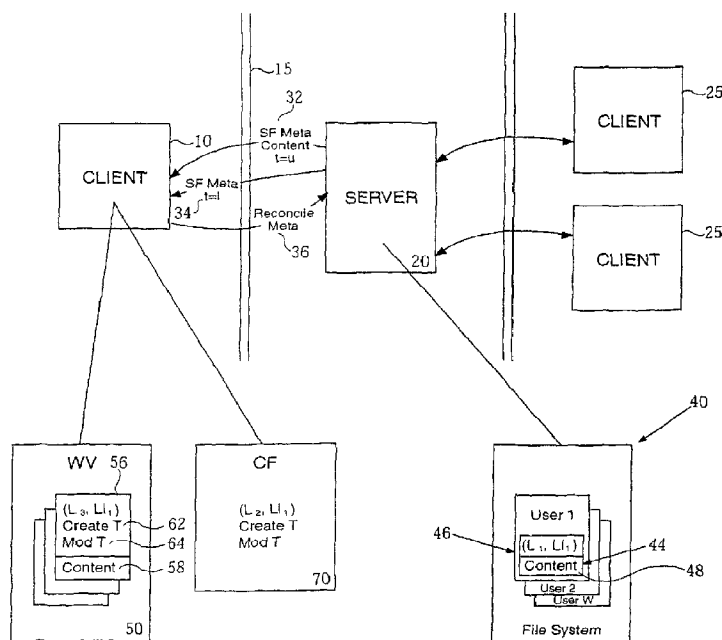 15
32
25
10
SF Meta
Content
t=u
CLIENT
CLIENT
SF Meta
t=l
SERVER
34
Reconcile
Meta
36
20
25
CLIENT
40
WV
56
CF
(L3, LI1)
Create T
62
Mod T
64
Content
58
(L2, LI1)
Create T
Mod T
User 1
46
(L1, LI1)
44
Content
48
User 2
User W
70
50
File System